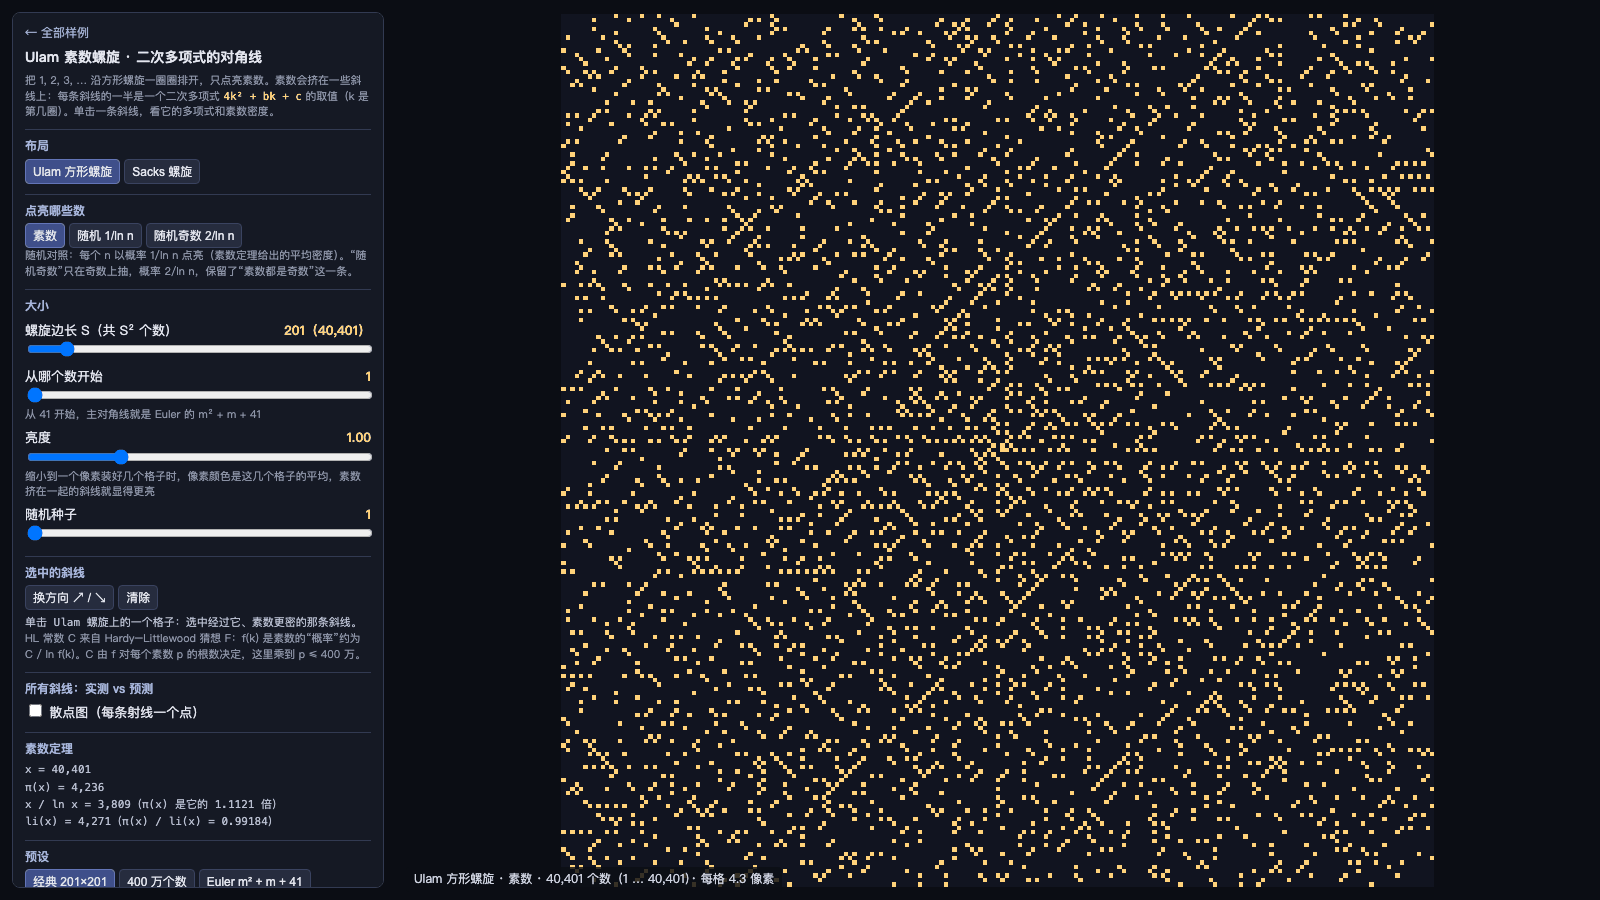 ← 全部样例
Ulam 素数螺旋 · 二次多项式的对角线
把 1, 2, 3, … 沿方形螺旋一圈圈排开，只点亮素数。素数会挤在一些斜
线上：每条斜线的一半是一个二次多项式 4k² + bk + c 的取值（k 是
第几圈）。单击一条斜线，看它的多项式和素数密度。
布局
Ulam 方形螺旋 Sacks 螺旋
点亮哪些数
素数 随机 1/ln n 随机奇数 2/ln n
随机对照：每个 n 以概率 1/ln n 点亮（素数定理给出的平均密度）。“随
机奇数”只在奇数上抽，概率 2/ln n，保留了“素数都是奇数”这一条。
大小
螺旋边长 S（共 S² 个数） 201（40,401）
从哪个数开始 1
从 41 开始，主对角线就是 Euler 的 m² + m + 41
亮度 1.00
缩小到一个像素装好几个格子时，像素颜色是这几个格子的平均，素数
挤在一起的斜线就显得更亮
随机种子 1
选中的斜线
换方向 ↗ / ↘ 清除
单击 Ulam 螺旋上的一个格子：选中经过它、素数更密的那条斜线。
HL 常数 C 来自 Hardy–Littlewood 猜想 F：f(k) 是素数的“概率”约为
C / ln f(k)。C 由 f 对每个素数 p 的根数决定，这里乘到 p ≤ 400 万。
所有斜线：实测 vs 预测
散点图（每条射线一个点）
素数定理
x = 40,401
π(x) = 4,236
x / ln x = 3,809（π(x) 是它的 1.1121 倍）
li(x) = 4,271（π(x) / li(x) = 0.99184）
预设
经典 201×201 400 万个数 Euler m² + m + 41
Ulam 方形螺旋 · 素数 · 40,401 个数（1 … 40,401）· 每格 4.3 像素